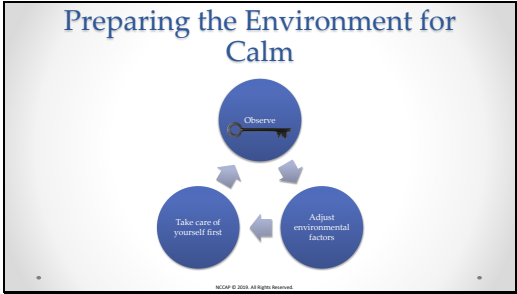 Preparing the Environment for
Calm
Observe
Adjust
environmental
factors
Take care of
yourself first
NCCAP © 2019. All Rights Reserved.